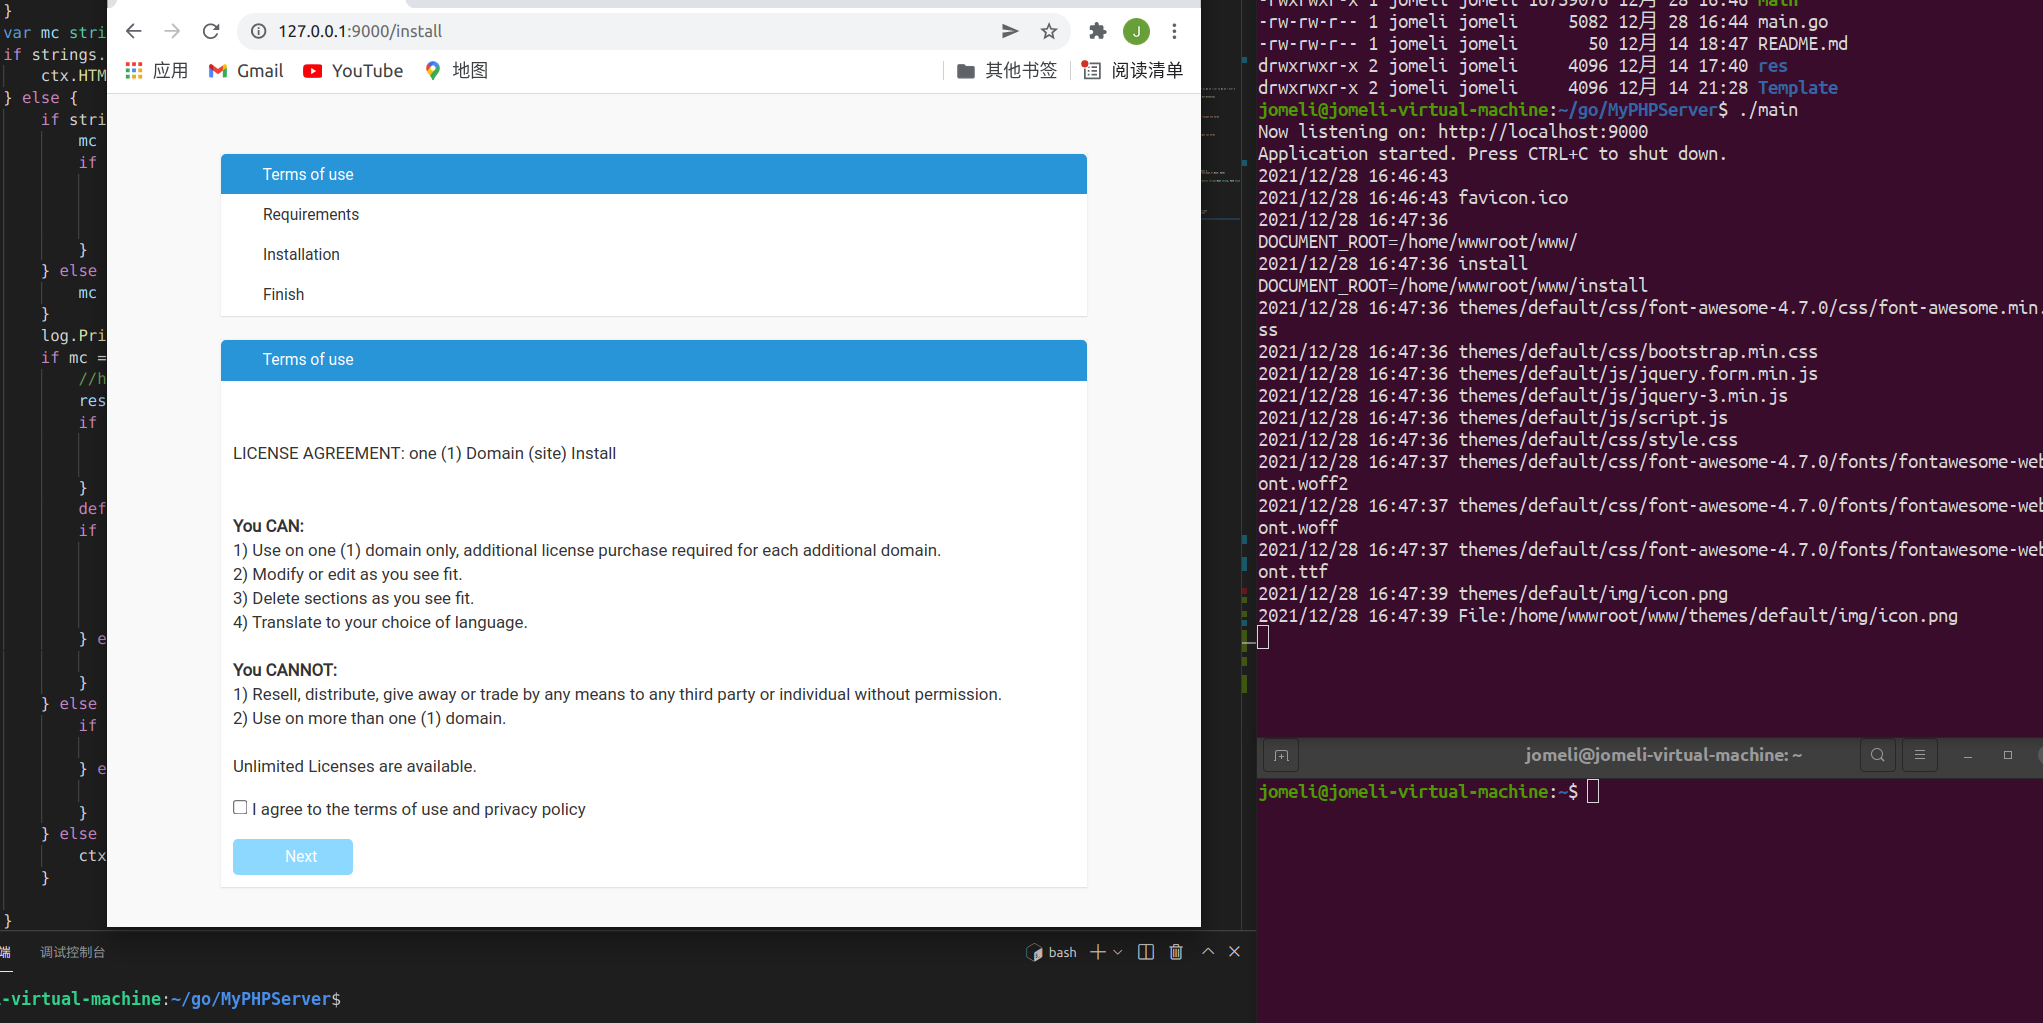 }
var mc stri
if strings.
ctx.HTM
} else {
if stri
mc
if
}
} else
mc
}
log.Pri
if mc =
//h
res
if
}
def
if
} e
}
} else
if
} e
}
} else
ctx
}
}
127.0.0.1:9000/install
J
应用
Gmail
YouTube
地图
其他书签
阅读清单
Terms of use
Requirements
Installation
Finish
Terms of use
LICENSE AGREEMENT: one (1) Domain (site) Install
You CAN:
1) Use on one (1) domain only, additional license purchase required for each additional domain.
2) Modify or edit as you see fit.
3) Delete sections as you see fit.
4) Translate to your choice of language.
You CANNOT:
1) Resell, distribute, give away or trade by any means to any third party or individual without permission.
2) Use on more than one (1) domain.
Unlimited Licenses are available.
I agree to the terms of use and privacy policy
Next
端 调试控制台
bash
-virtual-machine:~/go/MyPHPServer$
-rwxrwxr-x 1 jomeli jomeli 16739076 12月 28 16:46 main
-rw-rw-r-- 1 jomeli jomeli 5082 12月 28 16:44 main.go
-rw-rw-r-- 1 jomeli jomeli 50 12月 14 18:47 README.md
drwxrwxr-x 2 jomeli jomeli 4096 12月 14 17:40 res
drwxrwxr-x 2 jomeli jomeli 4096 12月 14 21:28 Template
jomeli@jomeli-virtual-machine:~/go/MyPHPServer$ ./main
Now listening on: http://localhost:9000
Application started. Press CTRL+C to shut down.
2021/12/28 16:46:43
2021/12/28 16:46:43 favicon.ico
2021/12/28 16:47:36
DOCUMENT_ROOT=/home/wwwroot/www/
2021/12/28 16:47:36 install
DOCUMENT_ROOT=/home/wwwroot/www/install
2021/12/28 16:47:36 themes/default/css/font-awesome-4.7.0/css/font-awesome.min.
ss
2021/12/28 16:47:36 themes/default/css/bootstrap.min.css
2021/12/28 16:47:36 themes/default/js/jquery.form.min.js
2021/12/28 16:47:36 themes/default/js/jquery-3.min.js
2021/12/28 16:47:36 themes/default/js/script.js
2021/12/28 16:47:36 themes/default/css/style.css
2021/12/28 16:47:37 themes/default/css/font-awesome-4.7.0/fonts/fontawesome-web
ont.woff2
2021/12/28 16:47:37 themes/default/css/font-awesome-4.7.0/fonts/fontawesome-web
ont.woff
2021/12/28 16:47:37 themes/default/css/font-awesome-4.7.0/fonts/fontawesome-web
ont.ttf
2021/12/28 16:47:39 themes/default/img/icon.png
2021/12/28 16:47:39 File:/home/wwwroot/www/themes/default/img/icon.png
jomeli@jomeli-virtual-machine: ~
jomeli@jomeli-virtual-machine:~$